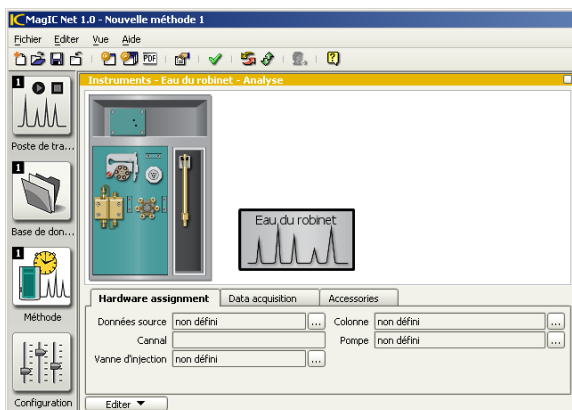 MagIC Net 1.0 - Nouvelle méthode 1
Fichier Editer Vue Aide
PDF
Instruments - Eau du robinet - Analyse
1
Poste de tra...
1
Base de don...
1
Méthode
Configuration
Eau du robinet
Hardware assignment Data acquisition Accessories
Données source non défini ... Colonne non défini ...
Cannal Pompe non défini ...
Vanne d'injection non défini ...
Editer